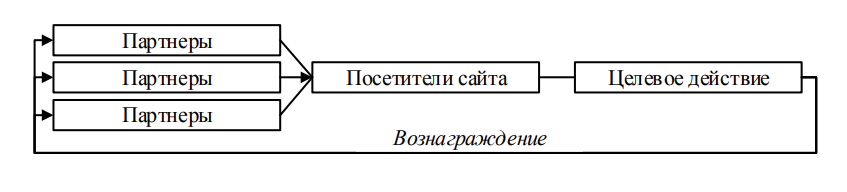 Партнеры
Партнеры
Посетители сайта
Целевое действие
Партнеры
Вознаграждение